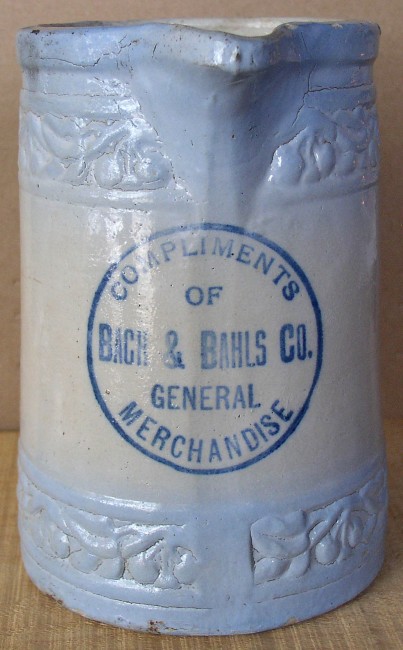 COMPLIMENTS
OF
BACH & BAHLS CO.
GENERAL
MERCHANDISE